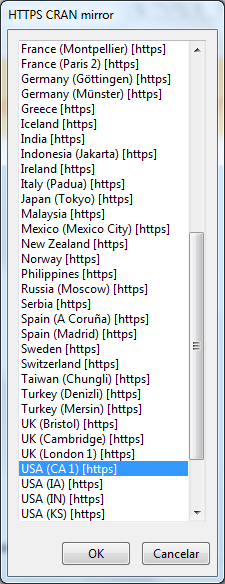 HTTPS CRAN mirror
France (Montpellier) [https]
France (Paris 2) [https]
Germany (Göttingen) [https]
Germany (Münster) [https]
Greece [https]
Iceland [https]
India [https]
Indonesia (Jakarta) [https]
Ireland [https]
Italy (Padua) [https]
Japan (Tokyo) [https]
Malaysia [https]
Mexico (Mexico City) [https]
New Zealand [https]
Norway [https]
Philippines [https]
Russia (Moscow) [https]
Serbia [https]
Spain (A Coruña) [https]
Spain (Madrid) [https]
Sweden [https]
Switzerland [https]
Taiwan (Chungli) [https]
Turkey (Denizli) [https]
Turkey (Mersin) [https]
UK (Bristol) [https]
UK (Cambridge) [https]
UK (London 1) [https]
USA (CA 1) [https]
USA (IA) [https]
USA (IN) [https]
USA (KS) [https]
OK
Cancelar